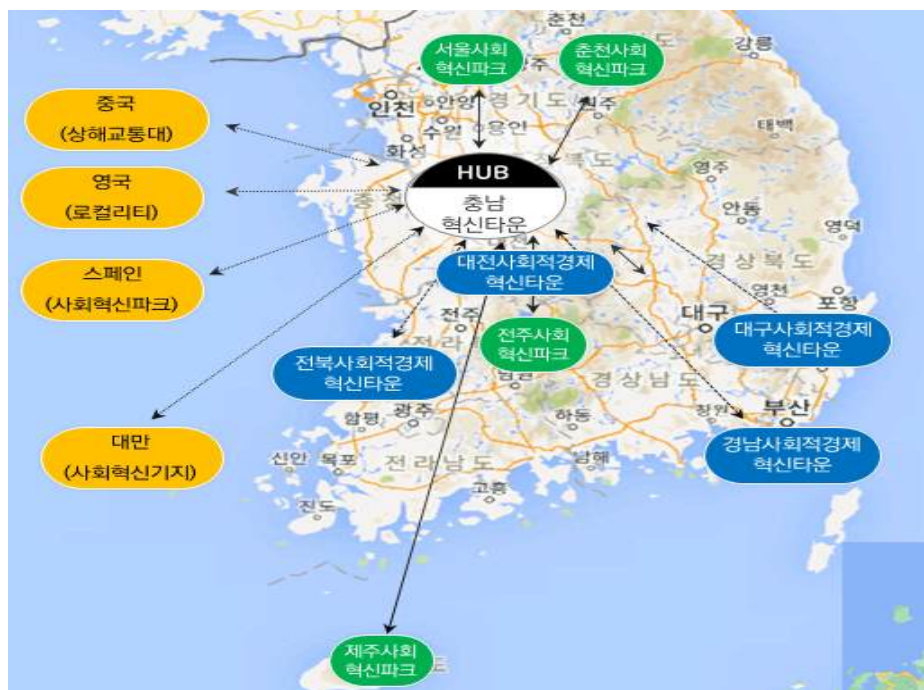 춘천
서울사회
혁신파크
춘천사회
혁신파크
강릉
인천
안양
경기도
원주
수원
용인
태백
중국
(상해교통대)
화성
영주
HUB
충남
혁신타운
영국
(로컬리티)
안동
영덕
대전사회적경제
혁신타운
경상북도
스페인
(사회혁신파크)
영천
포항
전주
대구
전주사회
혁신파크
대구사회적경제
혁신타운
전북사회적경제
혁신타운
경상남도
창원
부산
함평
광주
하동
대만
(사회혁신기지)
경남사회적경제
혁신타운
신안
목포
전라남도
남해
고흥
진도
제주사회
혁신파크